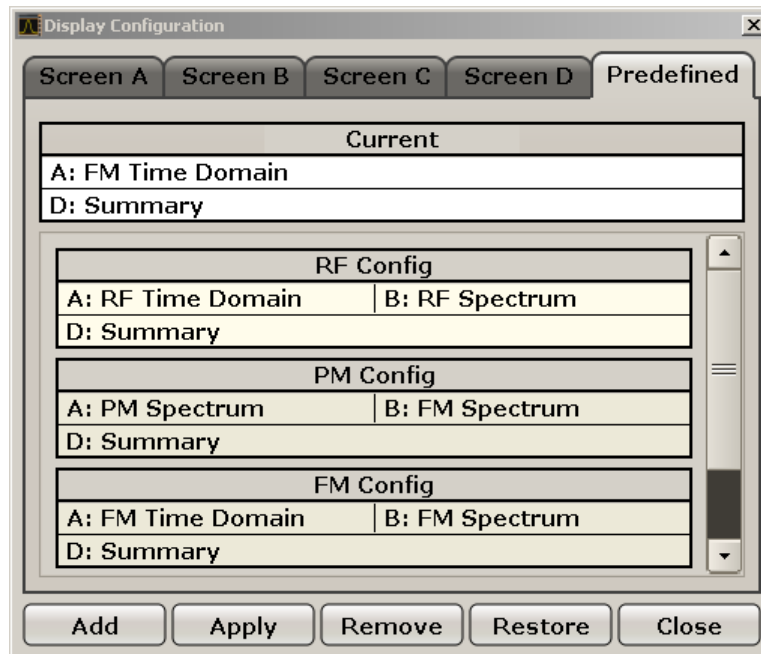 Display Configuration
Screen A Screen B Screen C Screen D Predefined
Current
A: FM Time Domain
D: Summary
RF Config
A: RF Time Domain B: RF Spectrum
D: Summary
PM Config
A: PM Spectrum B: FM Spectrum
D: Summary
FM Config
A: FM Time Domain B: FM Spectrum
D: Summary
Add Apply Remove Restore Close